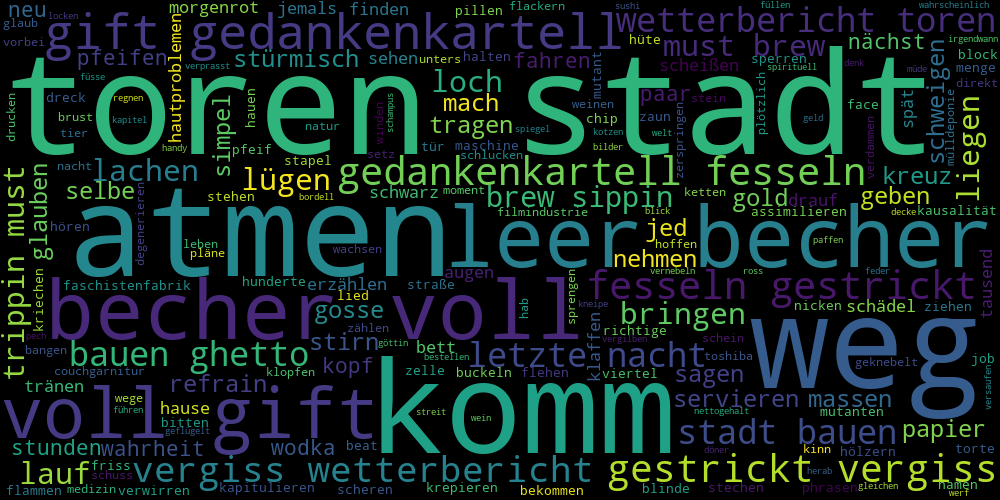 locken jemals finden pillen flackern sushi füllen wahrscheinlich
neu morgenrot wetterbericht toren
glaub gift gedankenkartell irgendwann
vorbei pfeifen stürmisch sehen unters halten fahren hüte must brew nächst
hautproblemen scheißen sperren spirituell denk müde block
toren stadt
drucken füsse verprasst loch mutant paar menge direkt
dreck regnen hauen mach weinen stein plötzlich face spät schweigen
brust kapitel simpel natur schampus winden tragen chip zaun geld mülldeponie
tier handy pfeif spiegel kotzen welt verdammen liegen
nacht lachen stapel tür maschine bilder zerspringen
setz schlucken gedankenkartell fesseln kreuz
trippin must glauben selbe lügen schwarz moment brew sippin ketten gold drauf geben
stehen bordell filmindustrie blick assimilieren decke kausalität
hören degenerieren atmen leer becher jed
leben pläne wachsen hoffen paffen
kriechen faschistenfabrik hunderte erzählen augen nehmen vernebeln ross feder tausend
straße sprengen fesseln gestrickt
becher voll lied gosse hab kneipe bringen nicken schädel ziehen
pech zählen richtige
bangen stirn göttin vergilben schein toshiba job
bauen ghetto couchgarnitur klopfen bestellen letzte nacht klaffen sagen geknebelt weg
tränen refrain kopf bett buckeln flehen viertel versaufen
wege zelle servieren massen mutanten
voll gift führen hause streit wein nettogehalt
geflügelt bitten komm stadt bauen papier
stunden wahrheit wodka beat döner kinn hölzern torte
lauf friss schuss vergiss wetterbericht gestrickt vergiss
herab gleichen namen
flammen medizin verwirren kapitulieren scheren krepieren bekommen blinde stechen phrasen werf